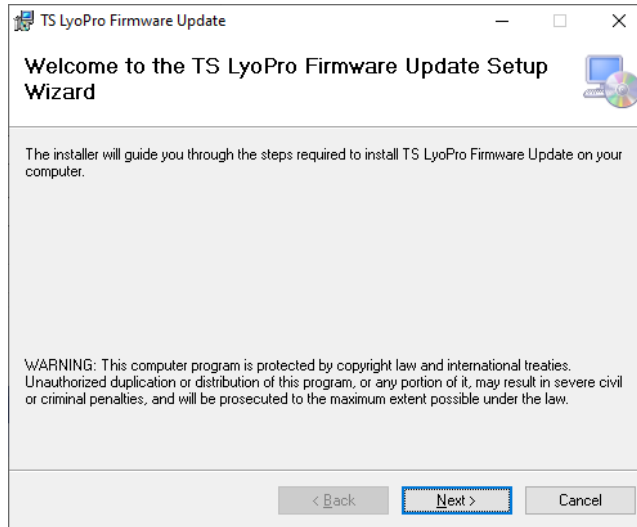 TS LyoPro Firmware Update
Welcome to the TS LyoPro Firmware Update Setup
Wizard
The installer will guide you through the steps required to install TS LyoPro Firmware Update on your
computer.
WARNING: This computer program is protected by copyright law and international treaties.
Unauthorized duplication or distribution of this program, or any portion of it, may result in severe civil
or criminal penalties, and will be prosecuted to the maximum extent possible under the law.
< Back
Next >
Cancel